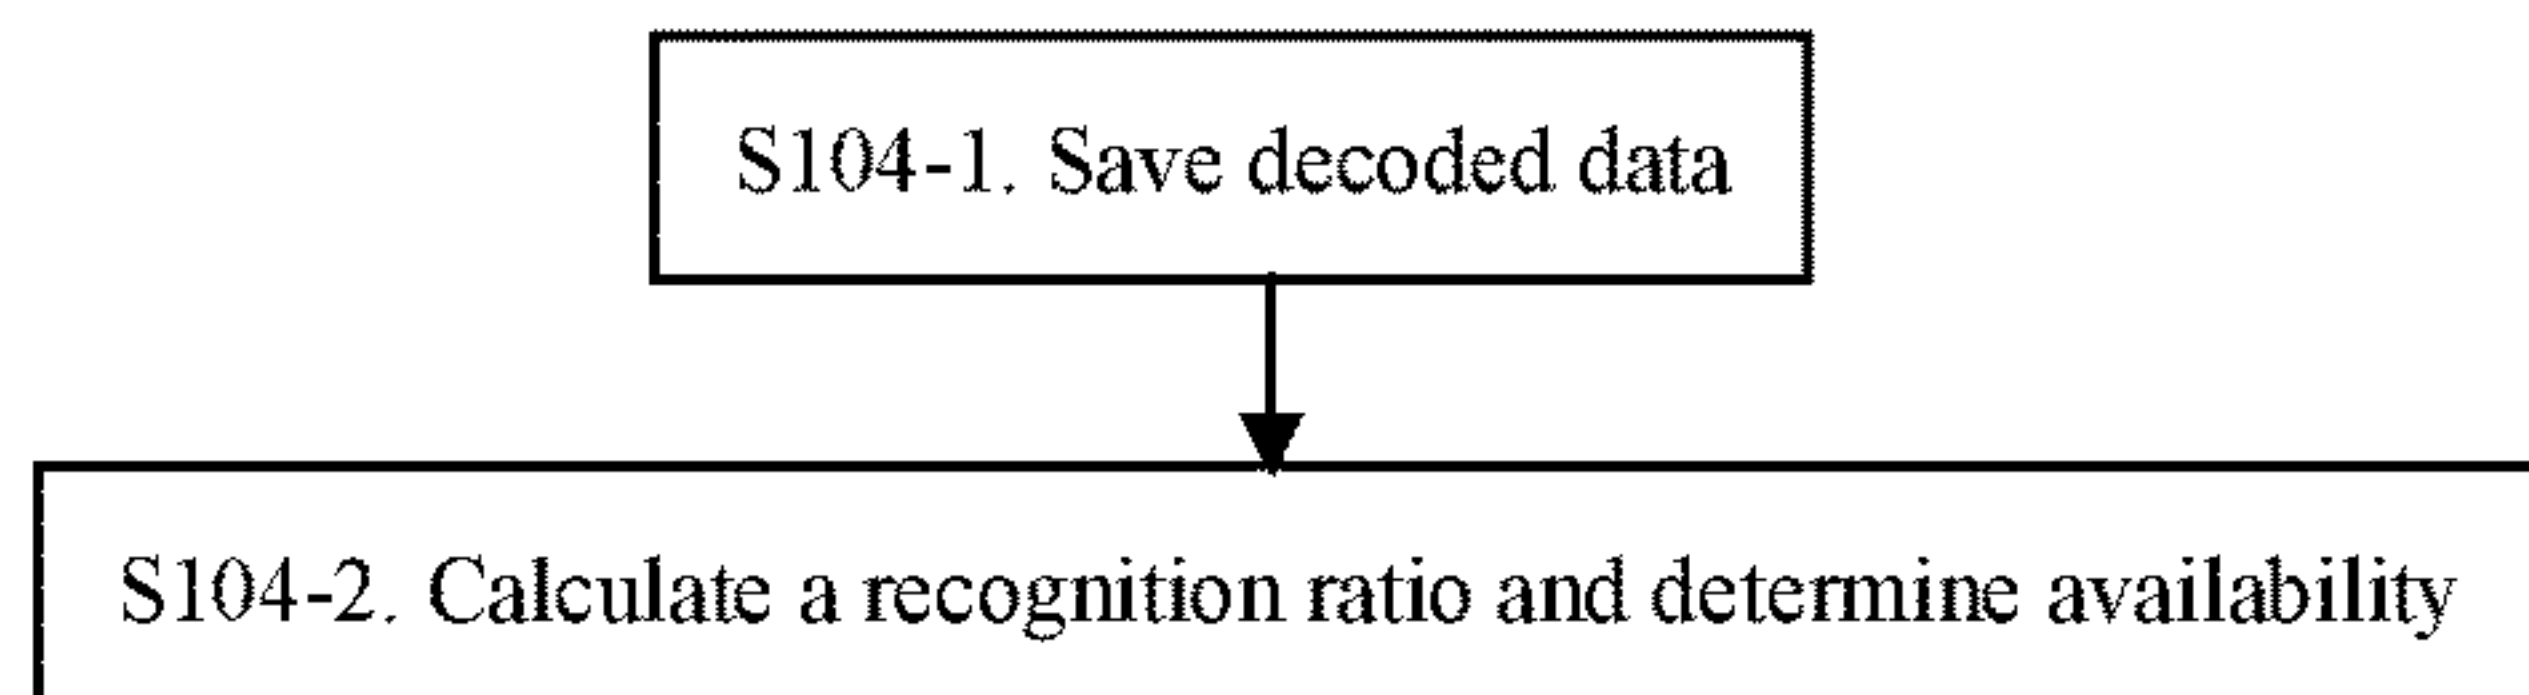 S104-1. Save decoded data
S104-2. Calculate a recognition ratio and determine availability